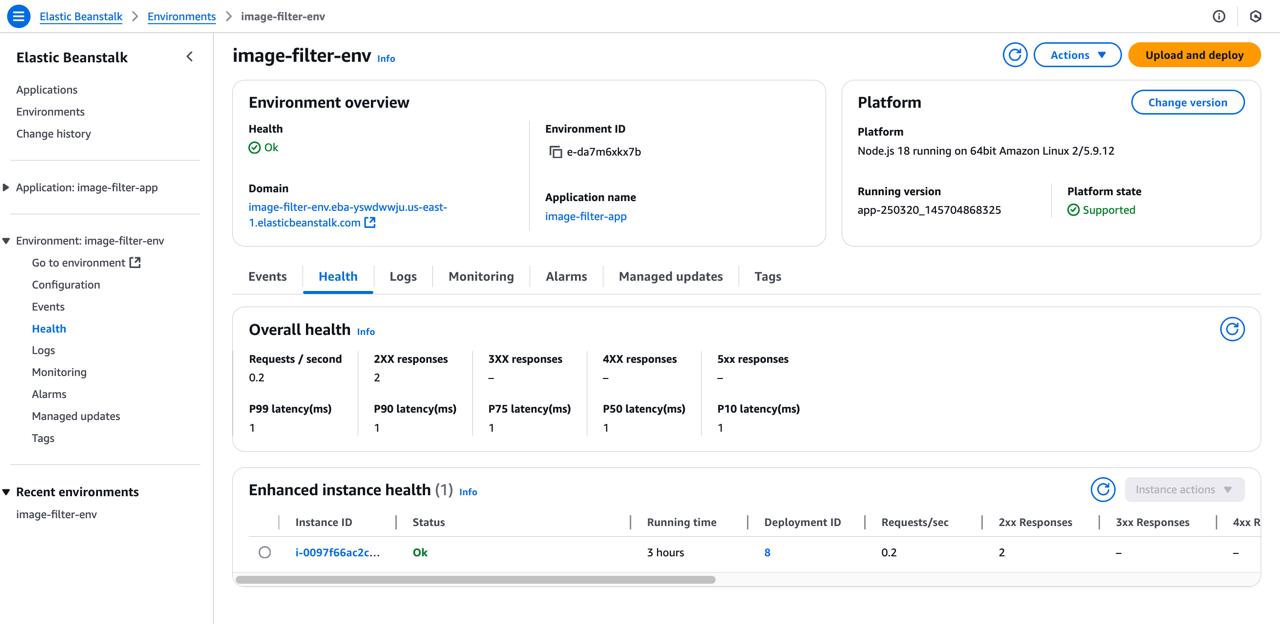 Elastic Beanstalk > Environments > image-filter-env
Elastic Beanstalk
Applications
Environments
Change history
Application: image-filter-app
Environment: image-filter-env
Go to environment
Configuration
Events
Health
Logs
Monitoring
Alarms
Managed updates
Tags
Recent environments
image-filter-env
image-filter-env Info
Actions
Upload and deploy
Environment overview
Health
Ok
Domain
image-filter-env.eba-yswdwwju.us-east-
1.elasticbeanstalk.com
Environment ID
e-da7m6xkx7b
Application name
image-filter-app
Platform
Change version
Platform
Node.js 18 running on 64bit Amazon Linux 2/5.9.12
Running version
app-250320_145704868325
Platform state
Supported
Events Health Logs Monitoring Alarms Managed updates Tags
Overall health Info
Requests / second 2XX responses 3XX responses 4XX responses 5xx responses
0.2 2 – – –
P99 latency(ms) P90 latency(ms) P75 latency(ms) P50 latency(ms) P10 latency(ms)
1 1 1 1 1
Enhanced instance health (1) Info
Instance actions
Instance ID Status Running time Deployment ID Requests/sec 2xx Responses 3xx Responses 4xx R
i-0097f66ac2c... Ok 3 hours 8 0.2 2 – –